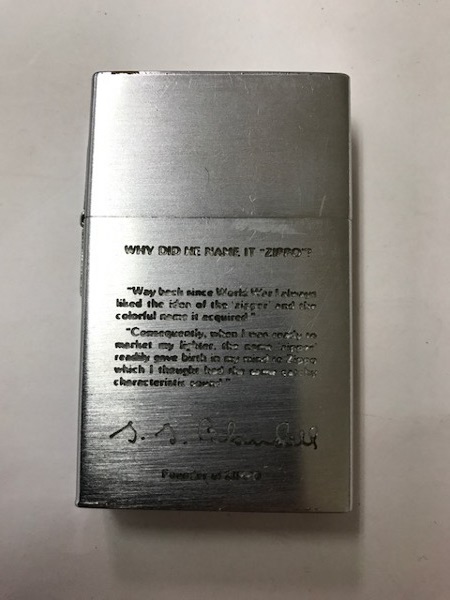 WHY DID HE NAME IT "ZIPPO"?
"Way back since World War I always
liked the idea of the 'zipper' and the
colorful name it acquired."
"Consequently, when I was ready to
market my lighter, the name 'zipper'
readily gave birth in my mind to Zippo
which I thought had the same
characteristic
Founder of ZIPPO